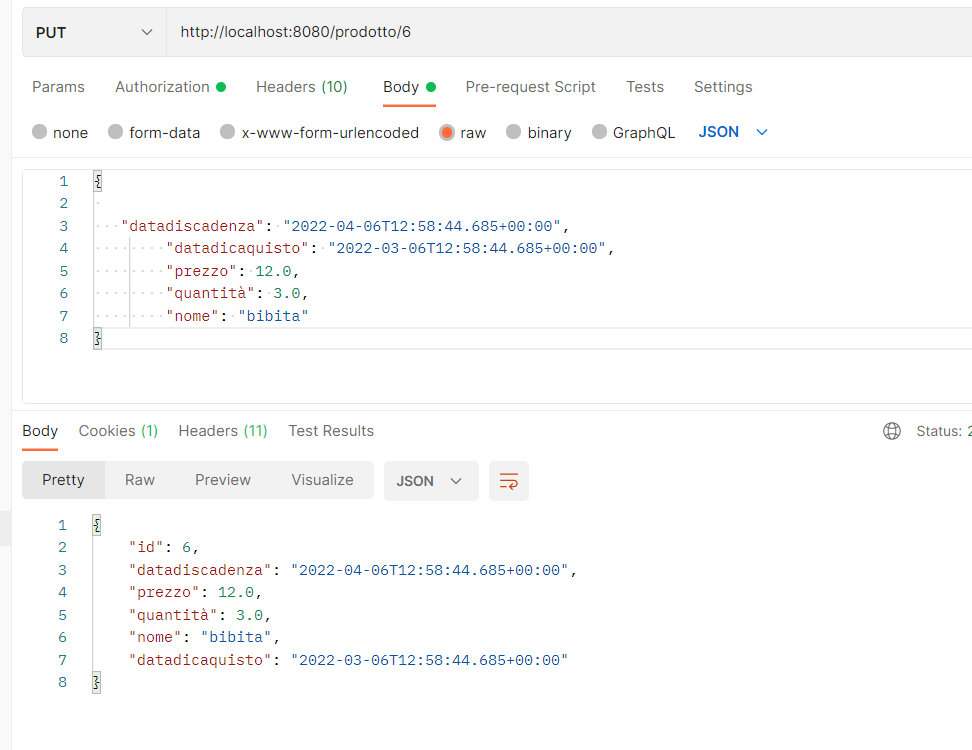 PUT http://localhost:8080/prodotto/6
Params Authorization Headers (10) Body Pre-request Script Tests Settings
none form-data x-www-form-urlencoded raw binary GraphQL JSON
1 {
2
3 "datadiscadenza": "2022-04-06T12:58:44.685+00:00",
4 "datadicaquisto": "2022-03-06T12:58:44.685+00:00",
5 "prezzo": 12.0,
6 "quantità": 3.0,
7 "nome": "bibita"
8 }
Body Cookies (1) Headers (11) Test Results Status: 2
Pretty Raw Preview Visualize JSON
1 {
2 "id": 6,
3 "datadiscadenza": "2022-04-06T12:58:44.685+00:00",
4 "prezzo": 12.0,
5 "quantità": 3.0,
6 "nome": "bibita",
7 "datadicaquisto": "2022-03-06T12:58:44.685+00:00"
8 }